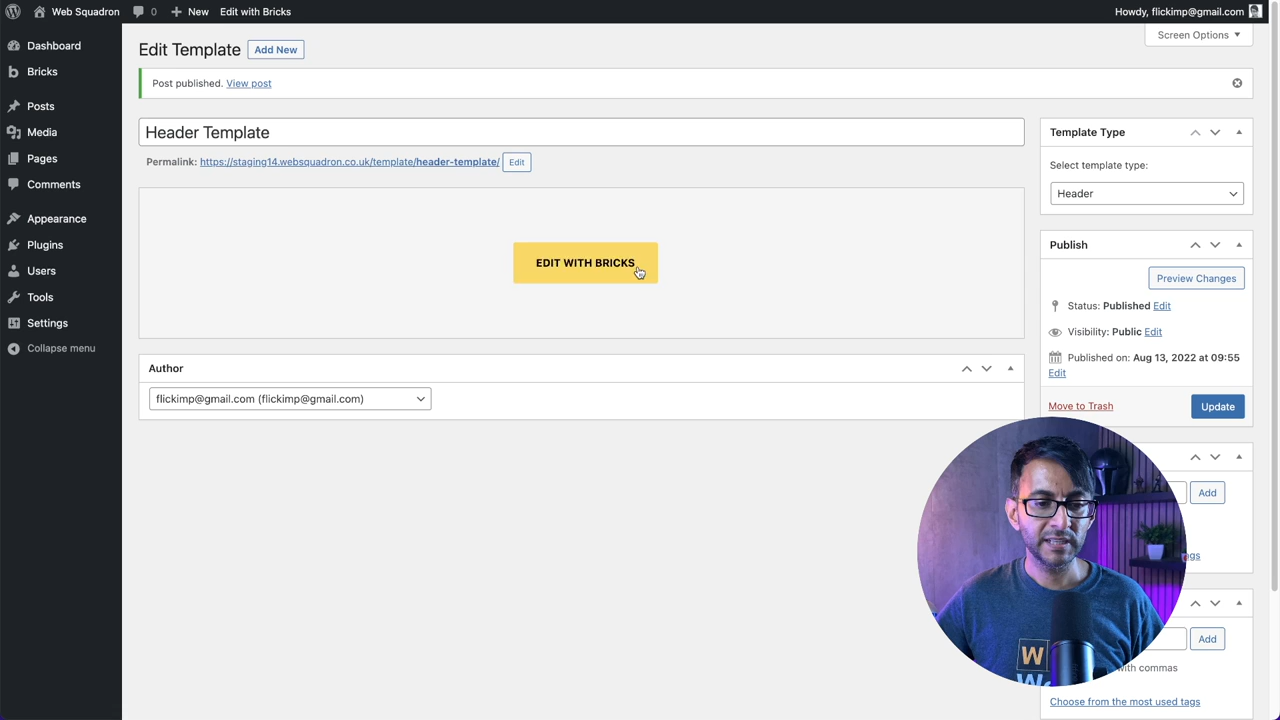 Web Squadron 0 New Edit with Bricks Howdy, flickimp@gmail.com
Screen Options
Dashboard
Bricks
Posts
Media
Pages
Comments
Appearance
Plugins
Users
Tools
Settings
Collapse menu
Edit Template Add New
Post published. View post
Header Template
Permalink: https://staging14.websquadron.co.uk/template/header-template/ Edit
EDIT WITH BRICKS
Author
flickimp@gmail.com (flickimp@gmail.com)
Template Type
Select template type:
Header
Publish
Preview Changes
Status: Published Edit
Visibility: Public Edit
Published on: Aug 13, 2022 at 09:55
Edit
Move to Trash Update
Add
Add
with commas
Choose from the most used tags
W